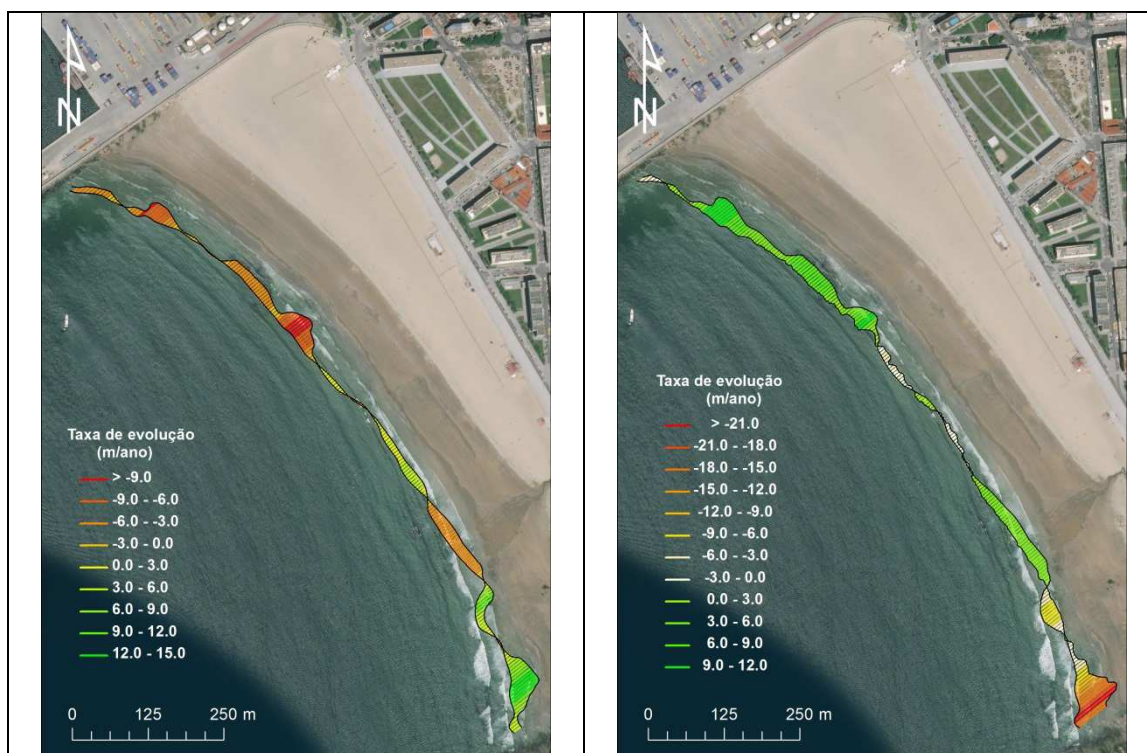 N
Taxa de evolução
(m/ano)
> -9.0
-9.0 - -6.0
-6.0 - -3.0
-3.0 - 0.0
0.0 - 3.0
3.0 - 6.0
6.0 - 9.0
9.0 - 12.0
12.0 - 15.0
0 125 250 m
N
Taxa de evolução
(m/ano)
> -21.0
-21.0 - -18.0
-18.0 - -15.0
-15.0 - -12.0
-12.0 - -9.0
-9.0 - -6.0
-6.0 - -3.0
-3.0 - 0.0
0.0 - 3.0
3.0 - 6.0
6.0 - 9.0
9.0 - 12.0
0 125 250 m